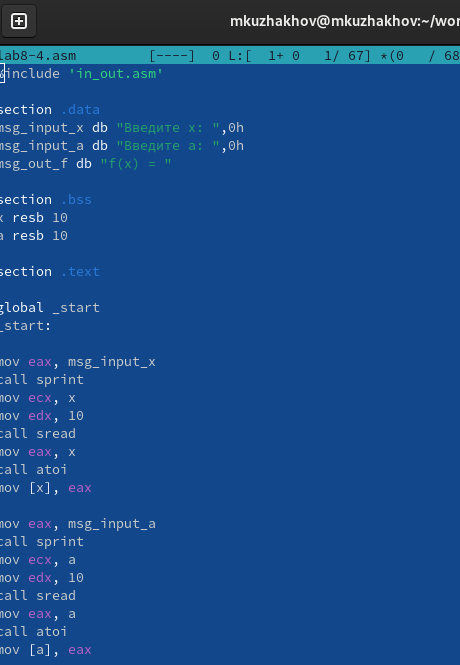 mkuzhakhov@mkuzhakhov:~/wor
lab8-4.asm [----] 0 L:[ 1+ 0 1/ 67] *(0 / 68
%include 'in_out.asm'
section .data
msg_input_x db "Введите x: ",0h
msg_input_a db "Введите a: ",0h
msg_out_f db "f(x) = "
section .bss
x resb 10
a resb 10
section .text
global _start
_start:
mov eax, msg_input_x
call sprint
mov ecx, x
mov edx, 10
call sread
mov eax, x
call atoi
mov [x], eax
mov eax, msg_input_a
call sprint
mov ecx, a
mov edx, 10
call sread
mov eax, a
call atoi
mov [a], eax